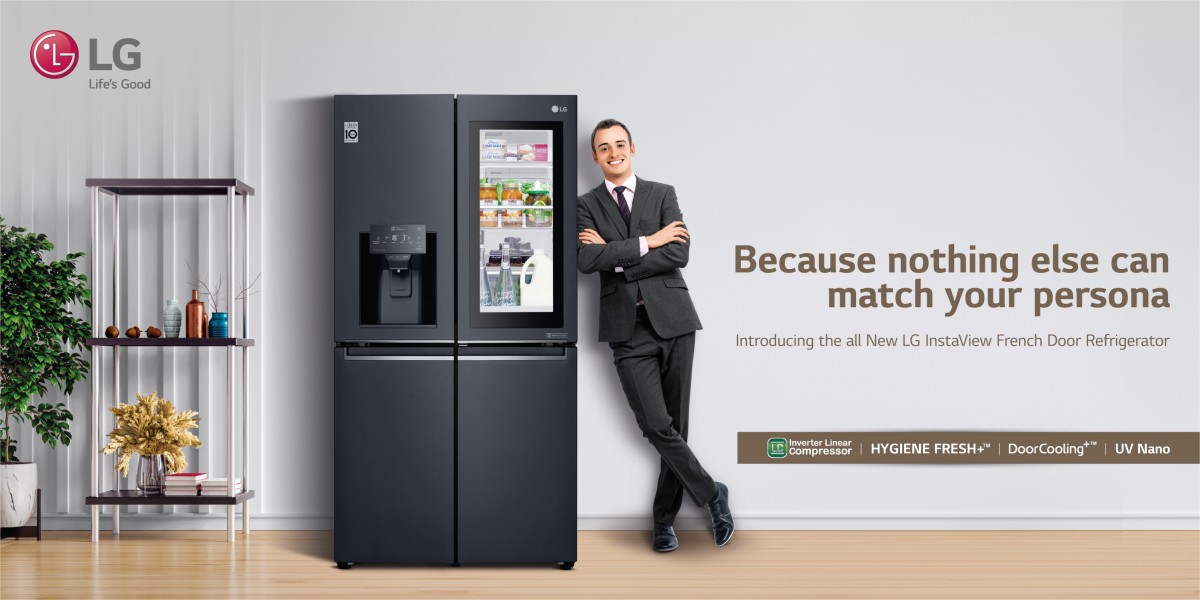 LG
Life's Good
LG
10
Because nothing else can
match your persona
Introducing the all New LG InstaView French Door Refrigerator
Inverter Linear
Compressor | HYGIENE FRESH+™ | DoorCooling+™ | UV Nano